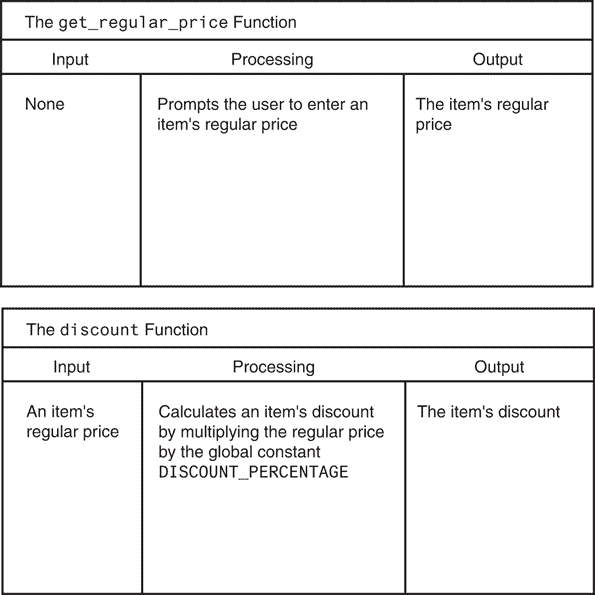 The get_regular_price Function
Input Processing Output
None
Prompts the user to enter an
item's regular price
The item's regular
price
The discount Function
Input Processing Output
An item's
regular price
Calculates an item's discount
by multiplying the regular price
by the global constant
DISCOUNT_PERCENTAGE
The item's discount